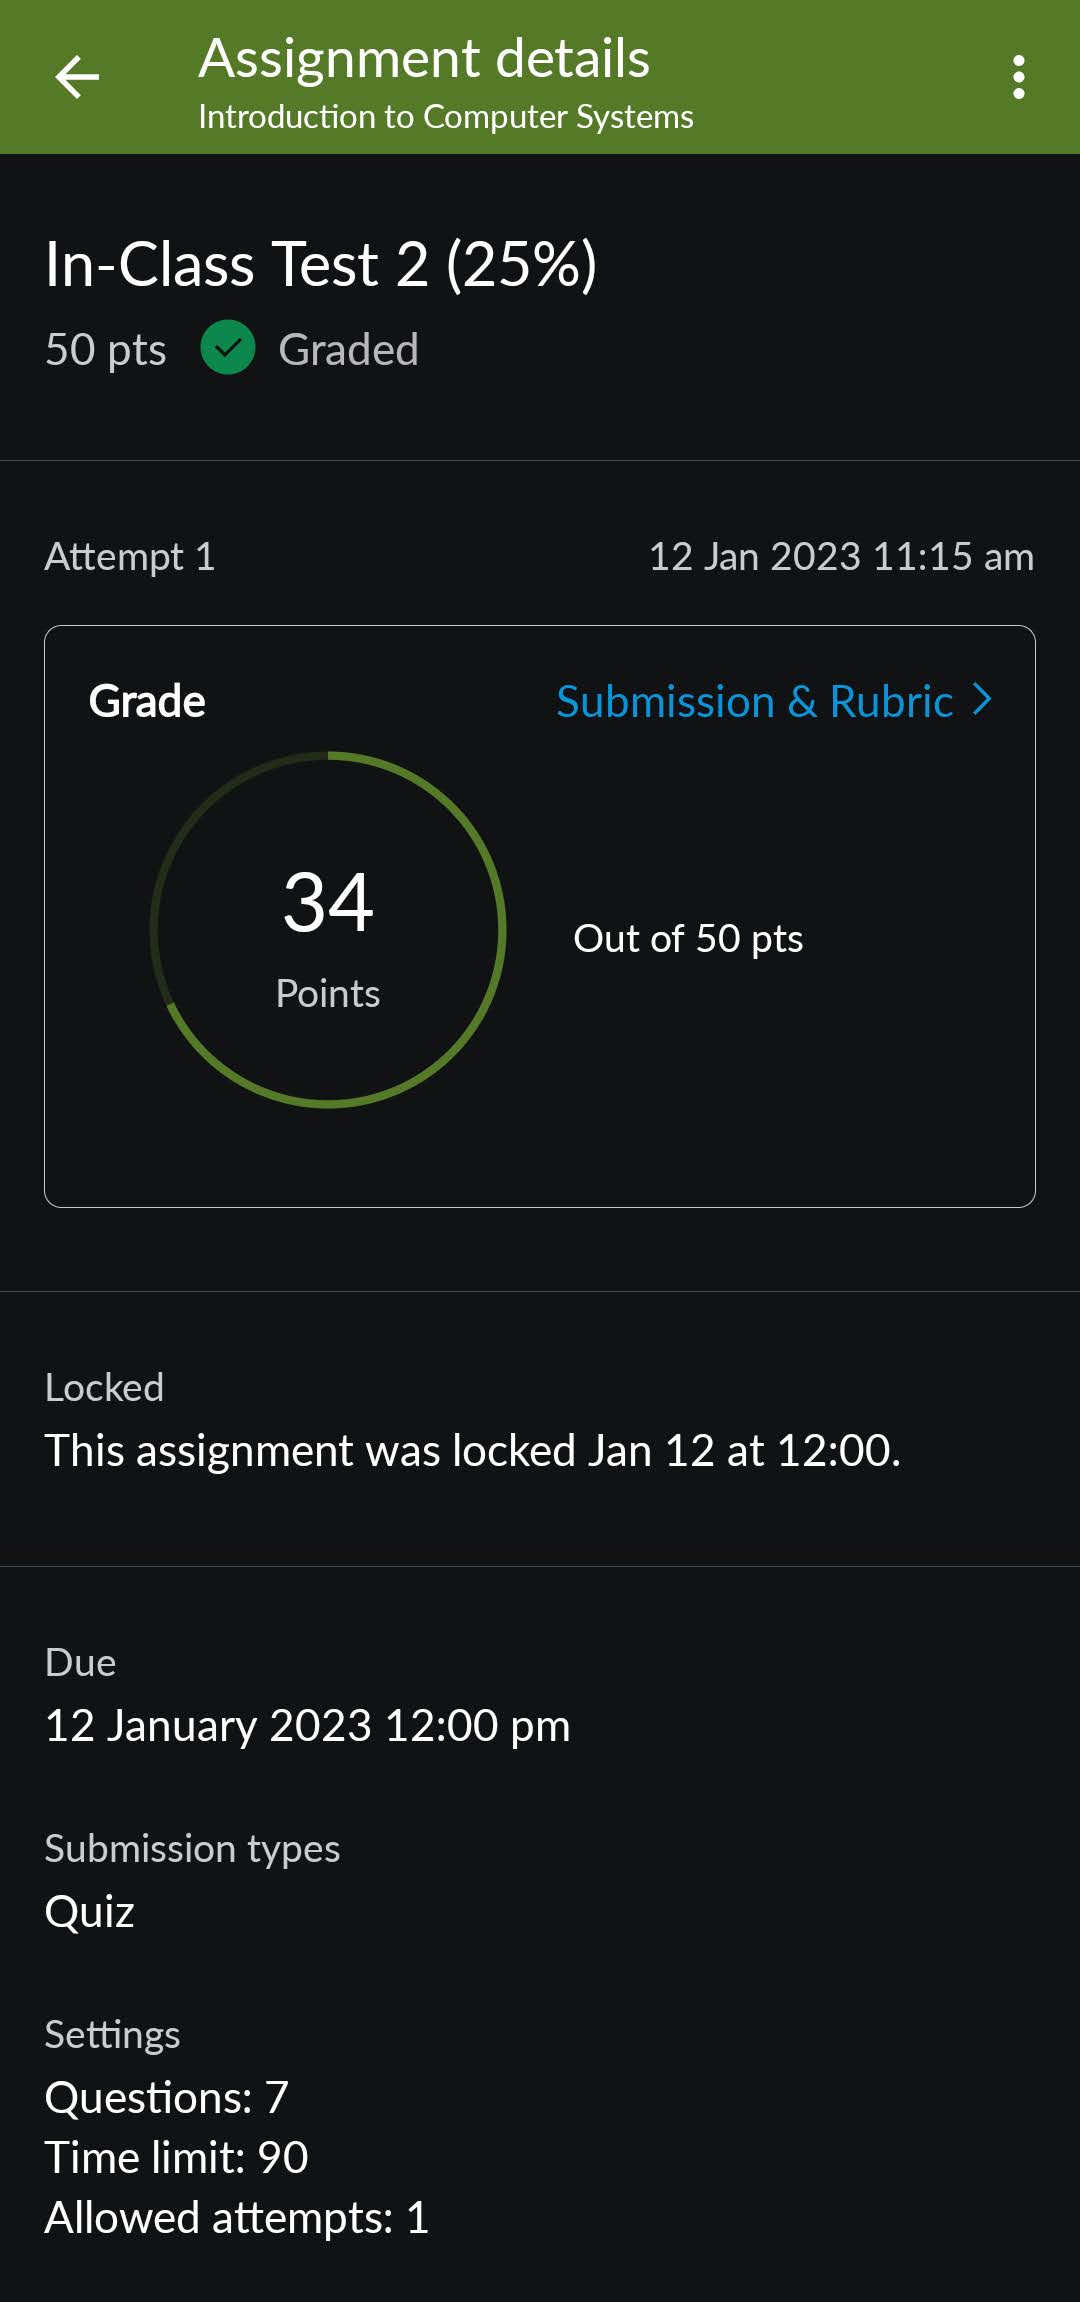 Assignment details
Introduction to Computer Systems
In-Class Test 2 (25%)
50 pts Graded
Attempt 1 12 Jan 2023 11:15 am
Grade Submission & Rubric
34
Points
Out of 50 pts
Locked
This assignment was locked Jan 12 at 12:00.
Due
12 January 2023 12:00 pm
Submission types
Quiz
Settings
Questions: 7
Time limit: 90
Allowed attempts: 1